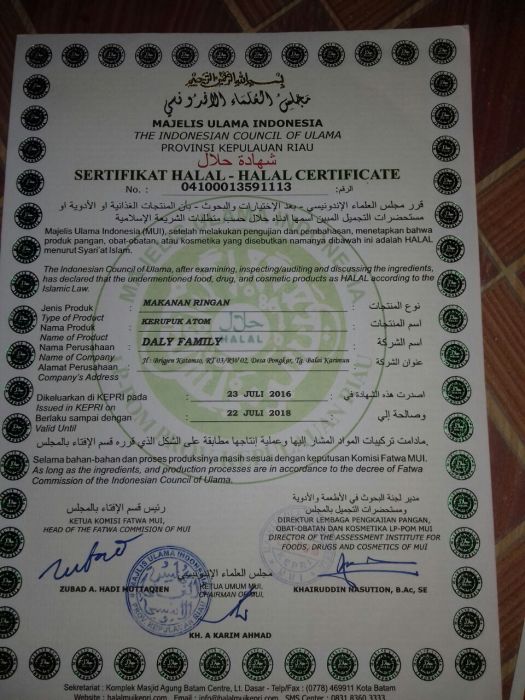 بسم الله الرحمن الرحيم
مجلس العلماء الإندونيسي
MAJELIS ULAMA INDONESIA
THE INDONESIAN COUNCIL OF ULAMA
PROVINSI KEPULAUAN RIAU
شهادة حلال
SERTIFIKAT HALAL - HALAL CERTIFICATE
No. : 04100013591113 الرقم:
قرر مجلس العلماء الإندونيسي - بعد الإختبارات والبحوث - بأن المنتجات الغذائية أو الأدوية او
مستحضرات التجميل المبين اسمها ادناه حلال حسب متطلبات الشريعة الإسلامية
Majelis Ulama Indonesia (MUI), setelah melakukan pengujian dan pembahasan, menetapkan bahwa
produk pangan, obat-obatan, atau kosmetika yang disebutkan namanya dibawah ini adalah HALAL
menurut Syari'at Islam.
The Indonesian Council of Ulama, after examining, inspecting/auditing and discussing the ingredients,
has declared that the undermentioned food, drug, and cosmetic products as HALAL according to the
Islamic Law.
Jenis Produk : MAKANAN RINGAN نوع المنتجات :
Type of Product
Nama Produk : KERUPUK ATOM اسم المنتجات :
Name of Product
Nama Perusahaan : DALY FAMILY اسم الشركة :
Name of Company
Alamat Perusahaan : Jl : Brigjen Katamso, RT 03/RW 02, Desa Pongkar, Tg. Balai Karimun عنوان الشركة :
Company's Address
Dikeluarkan di KEPRI pada : 23 JULI 2016 اصدرت هذه الشهادة في :
Issued in KEPRI on
Berlaku sampai dengan : 22 JULI 2018 وصالحة إلي :
Valid Until
مادامت تركيبات المواد المشار إليها وعملية إنتاجها مطابقة على الشكل الذي قرره قسم الإفتاء بالمجلس.
Selama bahan-bahan dan proses produksinya masih sesuai dengan keputusan Komisi Fatwa MUI.
As long as the ingredients, and production processes are in accordance to the decree of Fatwa
Commission of the Indonesian Council of Ulama.
رئيس قسم الإفتاء بالمجلس
KETUA KOMISI FATWA MUI,
HEAD OF THE FATWA COMMISION OF MUI
مدير لجنة البحوث في الأطعمة والأدوية
ومستحضرات التجميل بالمجلس
DIREKTUR LEMBAGA PENGKAJIAN PANGAN,
OBAT-OBATAN DAN KOSMETIKA LP-POM MUI
DIRECTOR OF THE ASSESSMENT INSTITUTE FOR
FOODS, DRUGS AND COSMETICS OF MUI
ZUBAD A. HADI MUTTAQIEN
مجلس العلماء الإندونيسي
KETUA UMUM MUI,
CHAIRMAN OF MUI,
KHAIRUDDIN NASUTION, B.Ac, SE
KH. A KARIM AHMAD
Sekretariat : Komplek Masjid Agung Batam Centre, Lt. Dasar - Telp/Fax : (0778) 469911 Kota Batam
Website : halalmuikepri.com Email : info@halalmuikepri.com SMS Center : 0831 8360 3333